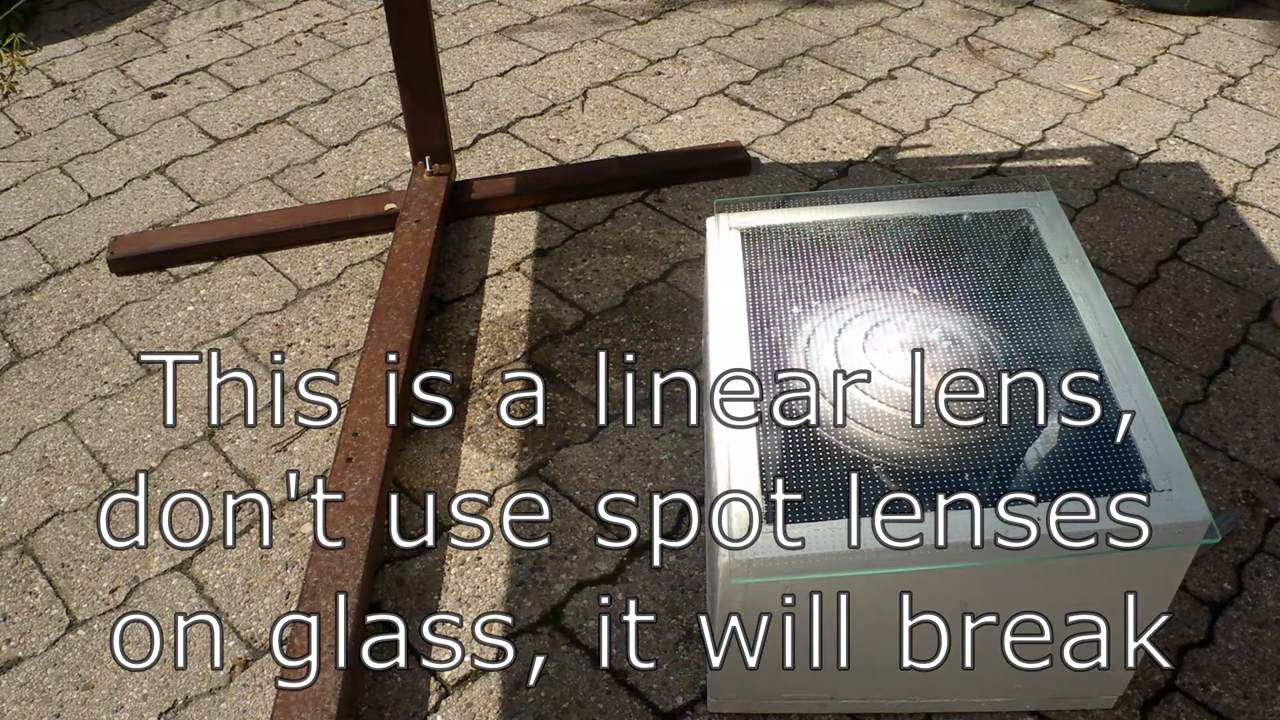 This is a linear lens,
don't use spot lenses
on glass, it will break